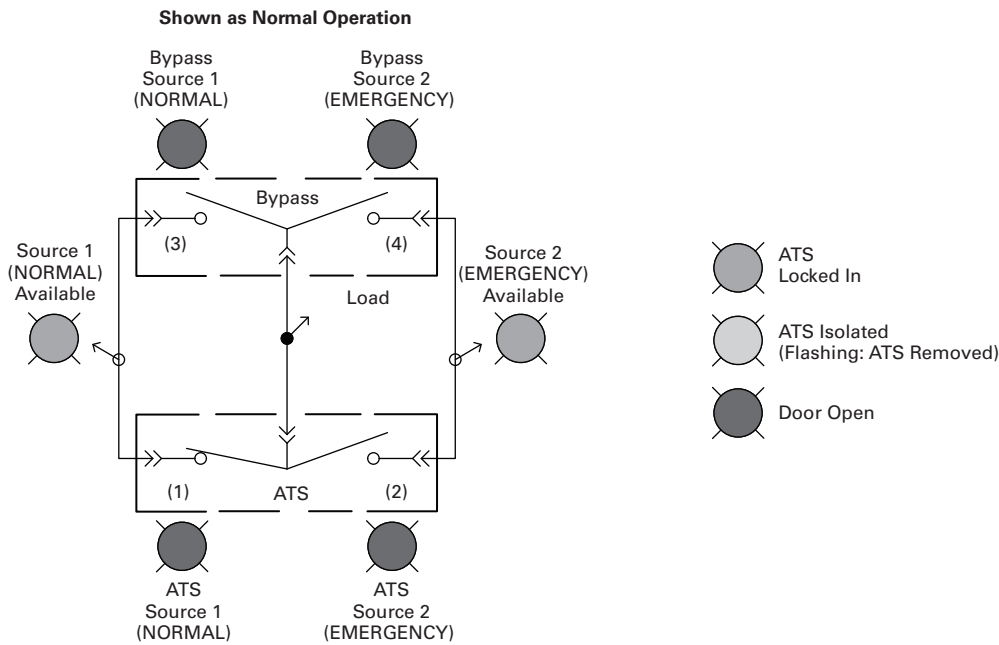 Shown as Normal Operation
Bypass
Source 1
(NORMAL)
Bypass
Source 2
(EMERGENCY)
Bypass
(3)
(4)
Source 1
(NORMAL)
Available
Source 2
(EMERGENCY)
Available
Load
ATS
Locked In
ATS Isolated
(Flashing: ATS Removed)
Door Open
(1)
ATS
(2)
ATS
Source 1
(NORMAL)
ATS
Source 2
(EMERGENCY)